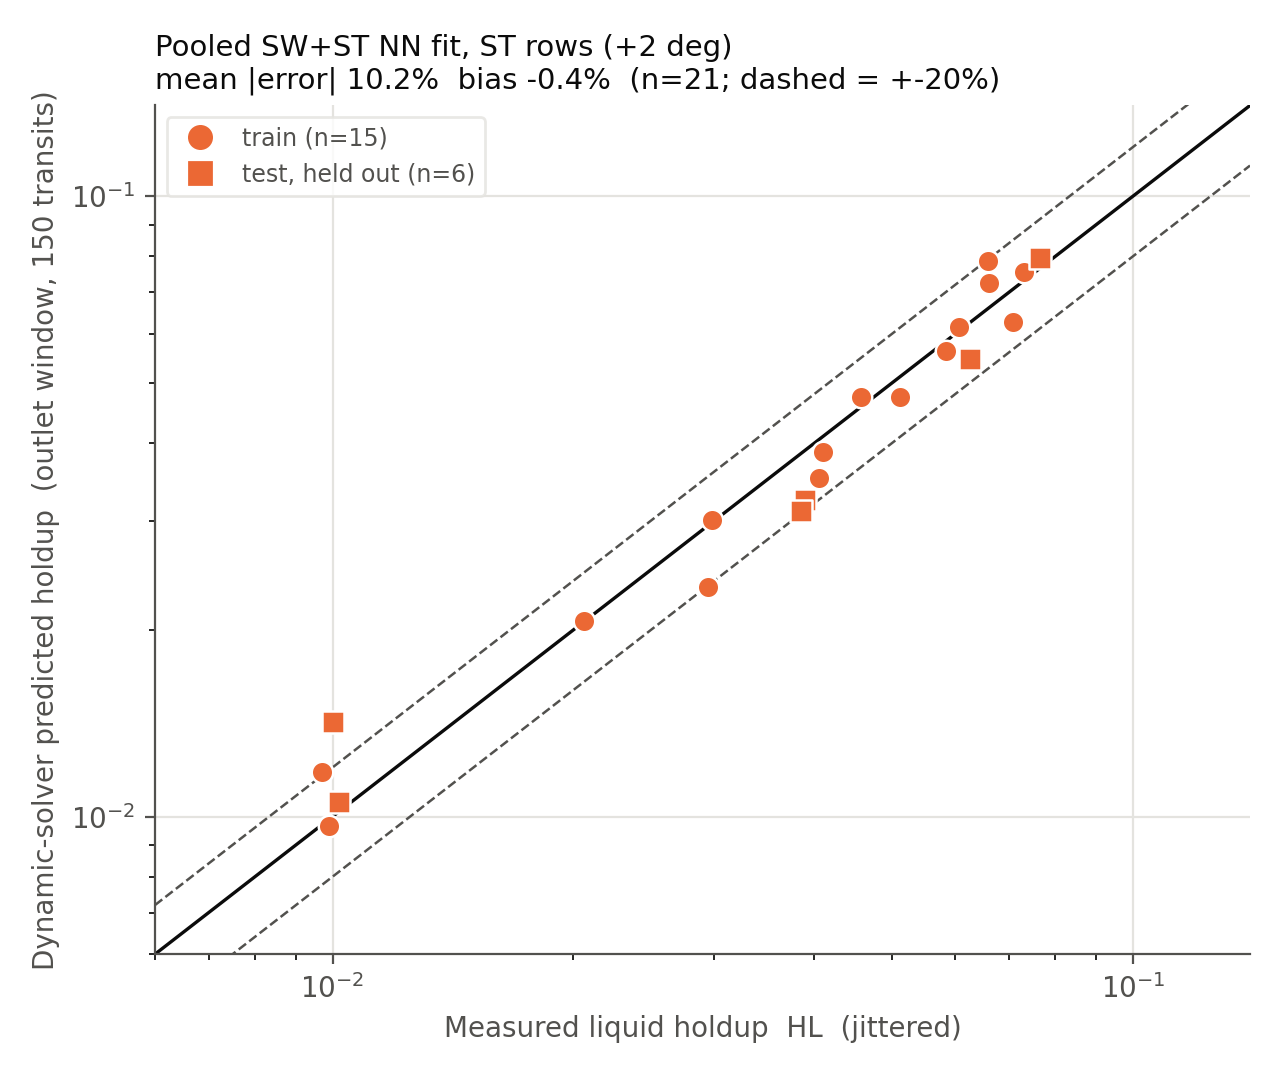 Pooled SW+ST NN fit, ST rows (+2 deg)
mean |error| 10.2%  bias -0.4%  (n=21; dashed = +-20%)
train (n=15)
test, held out (n=6)
Dynamic-solver predicted holdup  (outlet window, 150 transits)
10⁻¹
10⁻²
10⁻²
10⁻¹
Measured liquid holdup  HL  (jittered)